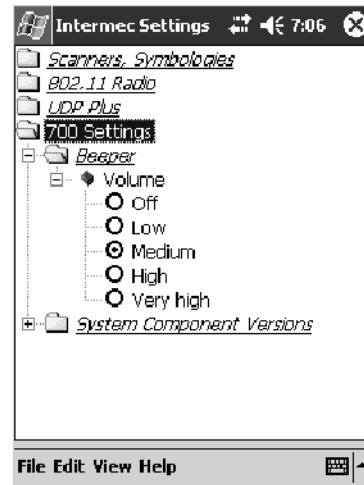 Intermec Settings 7:06
Scanners, Symbologies
802.11 Radio
UDP Plus
700 Settings
Beeper
Volume
Off
Low
Medium
High
Very high
System Component Versions
File Edit View Help